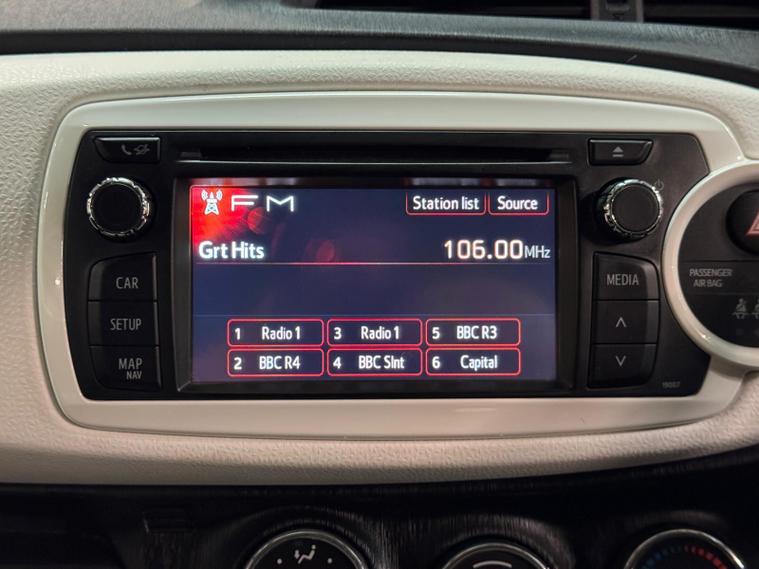 FM
Station list
Source
Grt Hits
106.00MHz
1 Radio 1
3 Radio 1
5 BBC R3
2 BBC R4
4 BBC Slnt
6 Capital
CAR
SETUP
MAP
NAV
MEDIA
19087
PASSENGER
AIR BAG